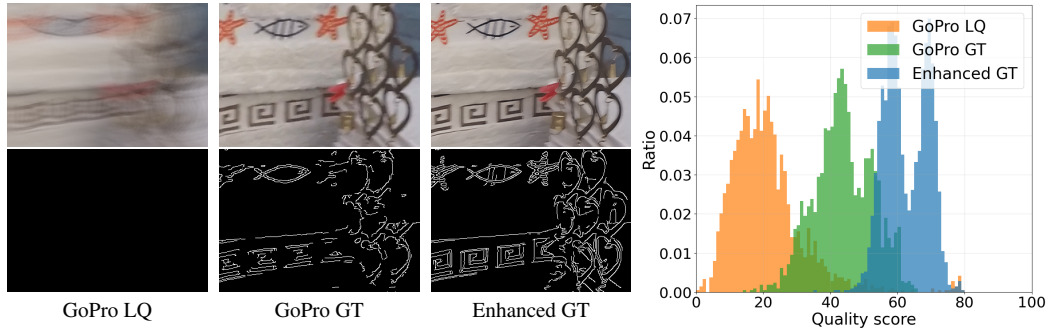 GoPro LQ
GoPro GT
Enhanced GT
GoPro LQ
GoPro GT
Enhanced GT
Ratio
0.07
0.06
0.05
0.04
0.03
0.02
0.01
0.00
0 20 40 60 80 100
Quality score